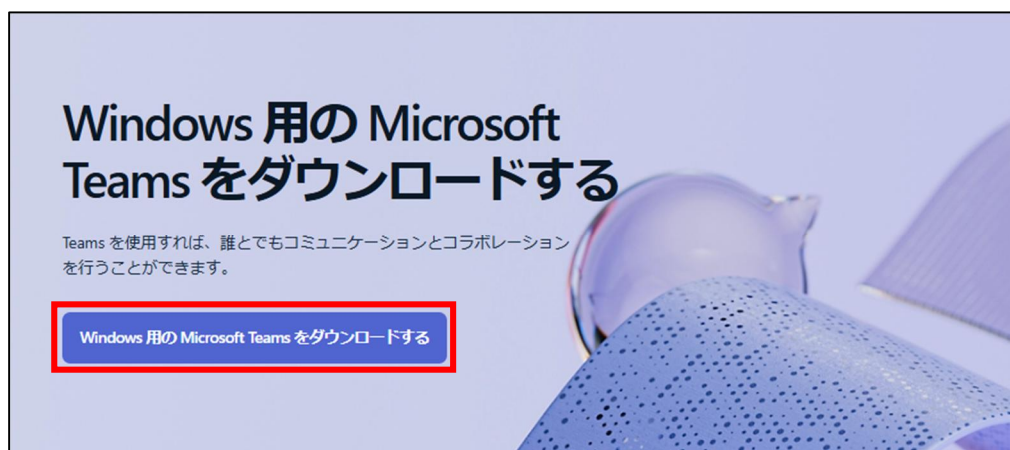 Windows 用の Microsoft
Teams をダウンロードする
Teams を使用すれば、誰とでもコミュニケーションとコラボレーション
を行うことができます。
Windows 用の Microsoft Teams をダウンロードする